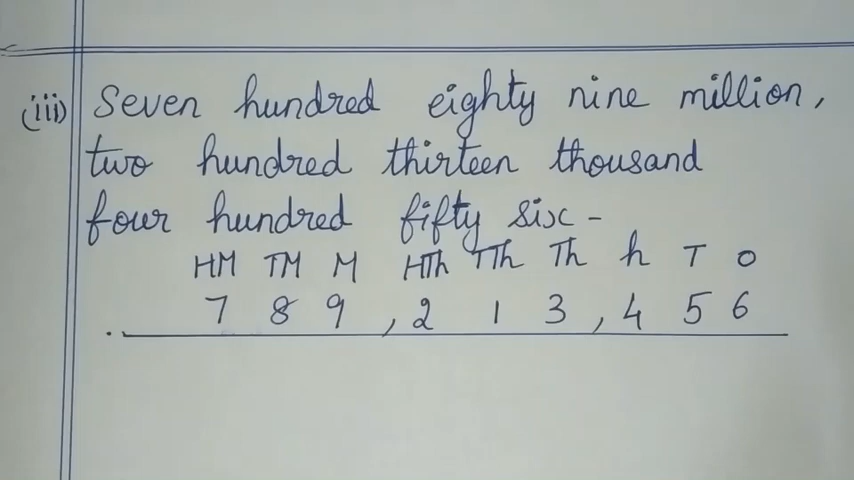 (iii) Seven hundred eighty nine million,
two hundred thirteen thousand
four hundred fifty six -
HM TM M HTh TTh Th h T O
7 8 9 , 2 1 3 , 4 5 6